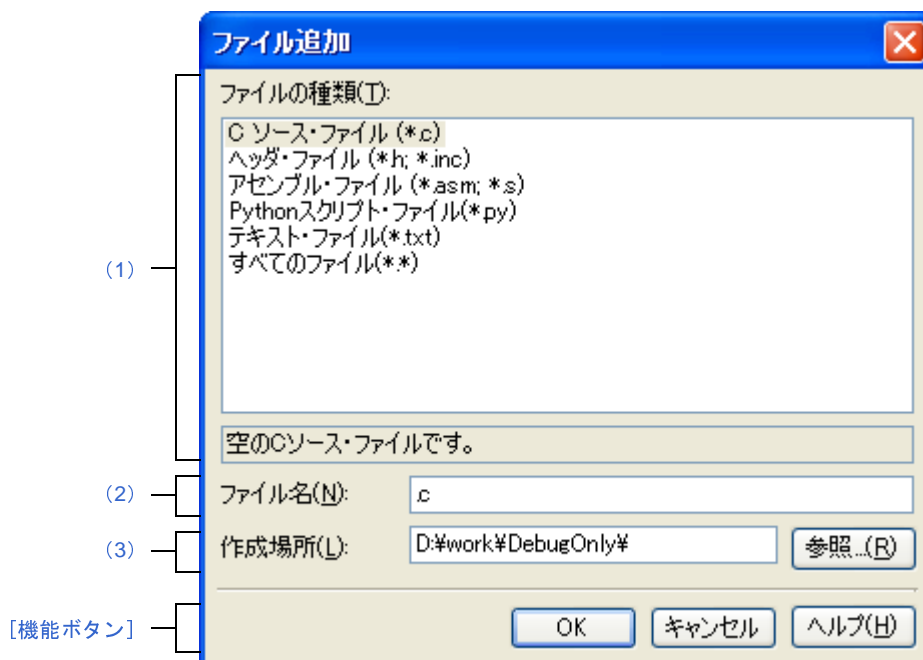 ファイル追加
ファイルの種類(T):
C ソース・ファイル (*.c)
ヘッダ・ファイル (*.h; *.inc)
アセンブル・ファイル (*.asm; *.s)
Pythonスクリプト・ファイル(*.py)
テキスト・ファイル(*.txt)
すべてのファイル(*.*)
(1)
空のCソース・ファイルです。
(2)
ファイル名(N):
.c
(3)
作成場所(L):
D:¥work¥DebugOnly¥
参照...(R)
[機能ボタン]
OK
キャンセル
ヘルプ(H)